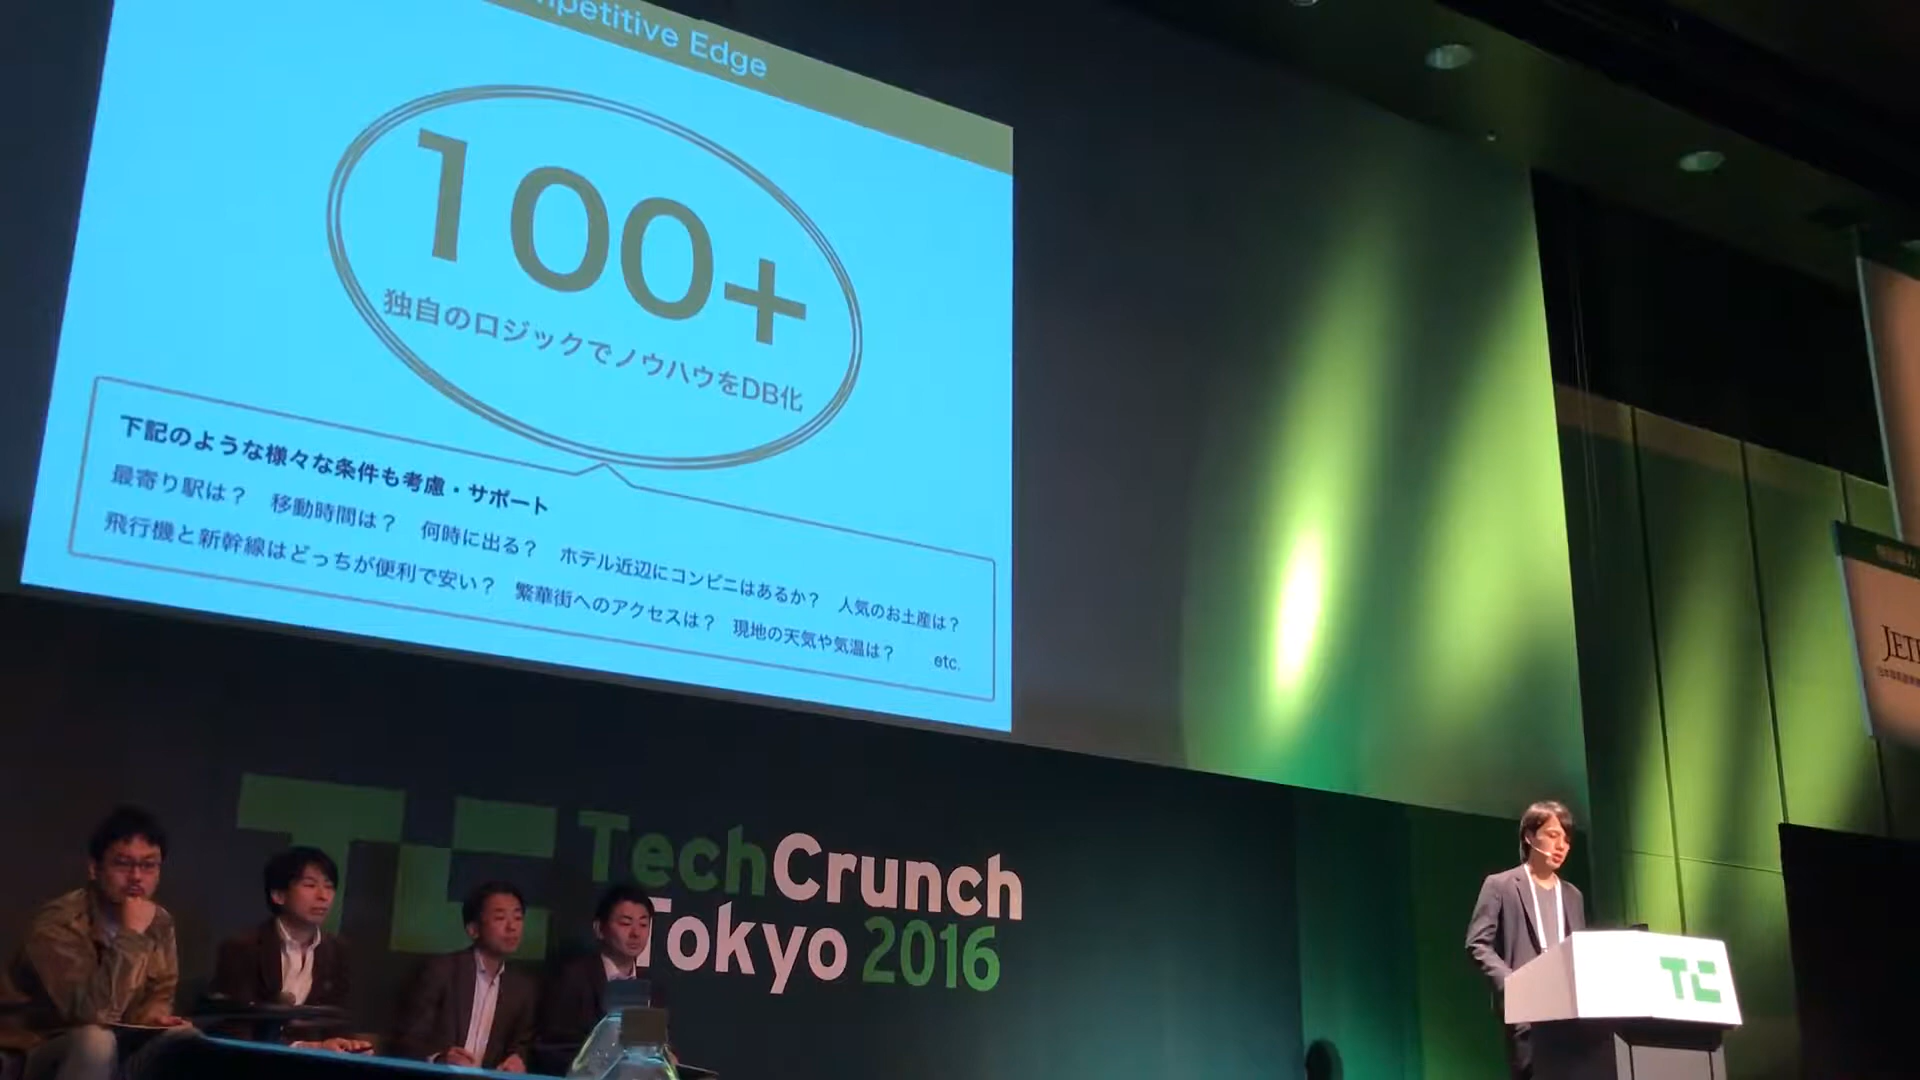 petitive Edge
100+
独自のロジックでノウハウをDB化
下記のような様々な条件も考慮・サポート
最寄り駅は？ 移動時間は？ 何時に出る？ ホテル近辺にコンビニはあるか？ 人気のお土産は？
飛行機と新幹線はどっちが便利で安い？ 繁華街へのアクセスは？ 現地の天気や気温は？ etc.
TC
TechCrunch
Tokyo 2016
TC
JET